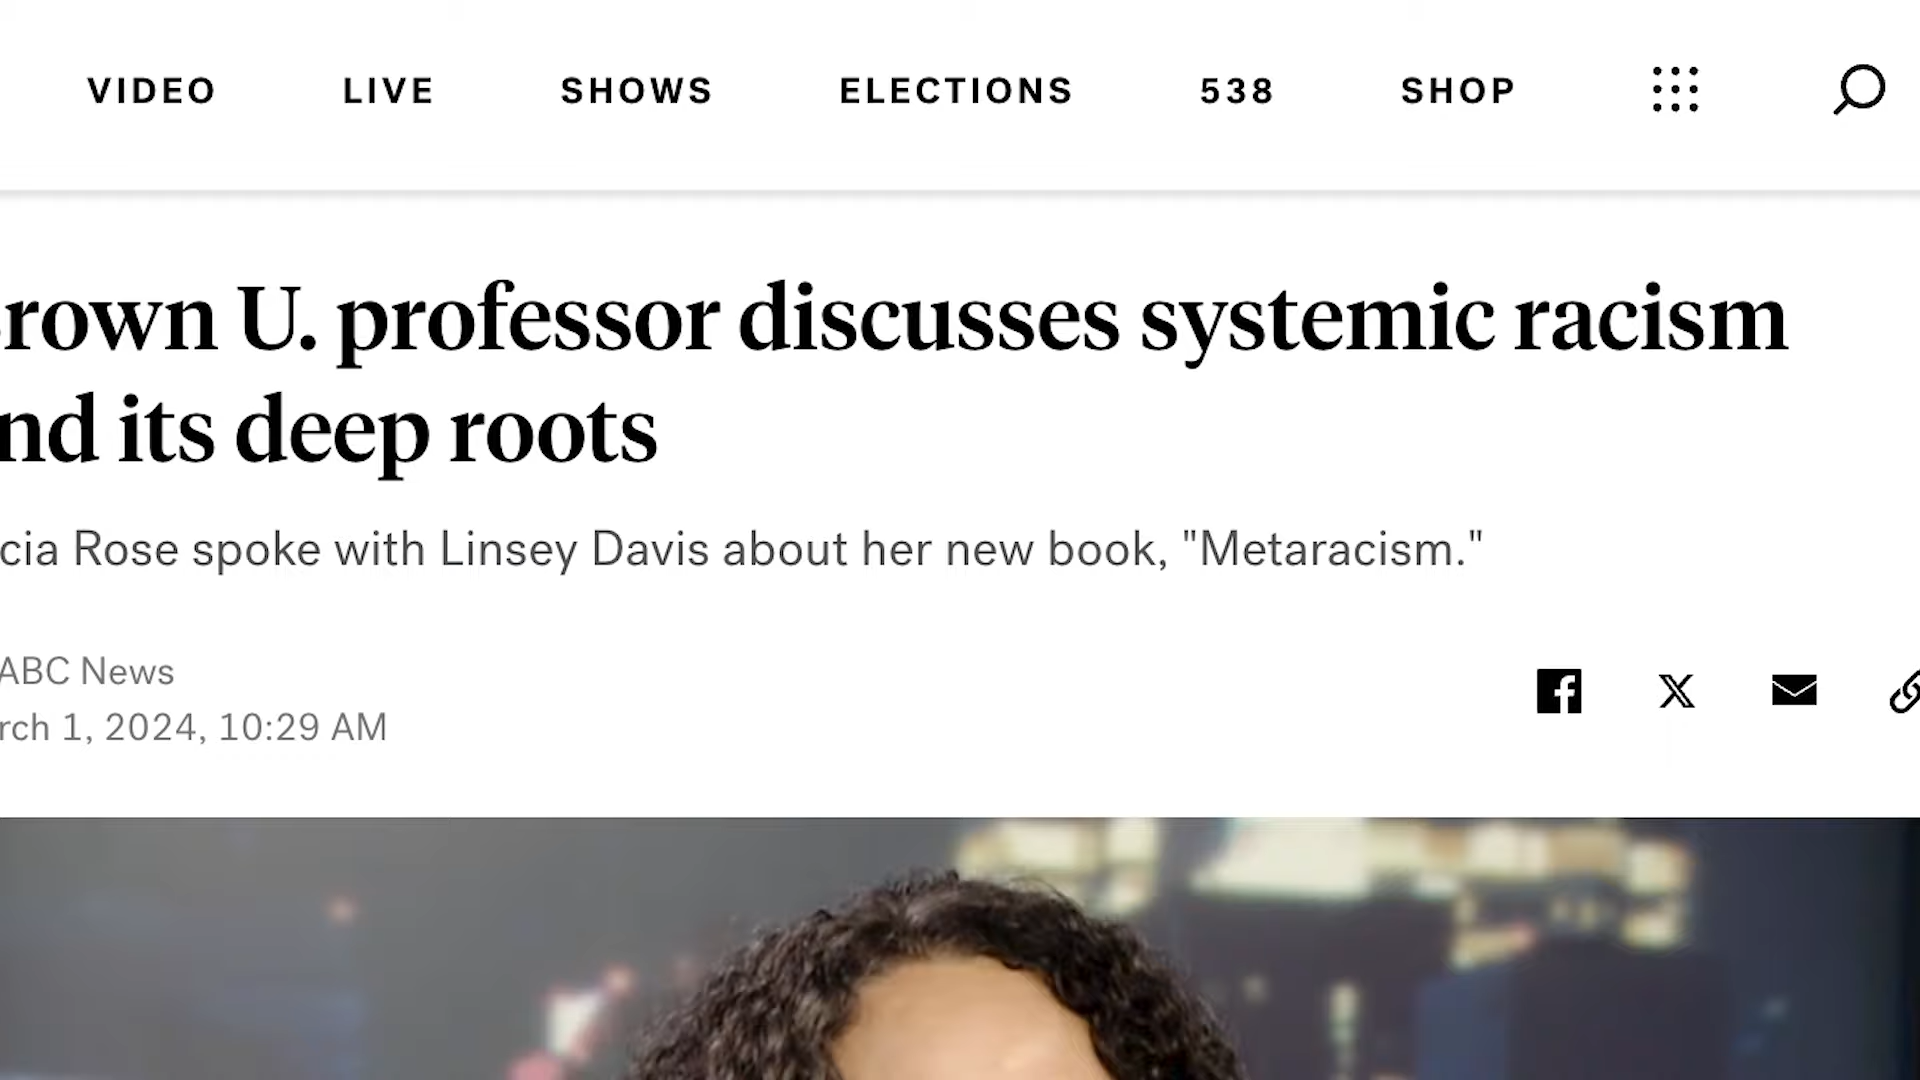 VIDEO LIVE SHOWS ELECTIONS 538 SHOP
rown U. professor discusses systemic racism
nd its deep roots
cia Rose spoke with Linsey Davis about her new book, "Metaracism."
ABC News
rch 1, 2024, 10:29 AM